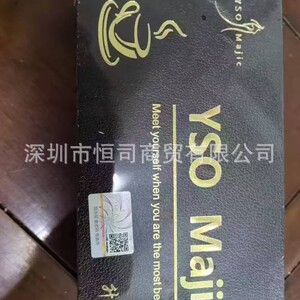 YSO Majic
深圳市恒司商贸有限公司
YSO Maji
Meet yourself when you are the most be